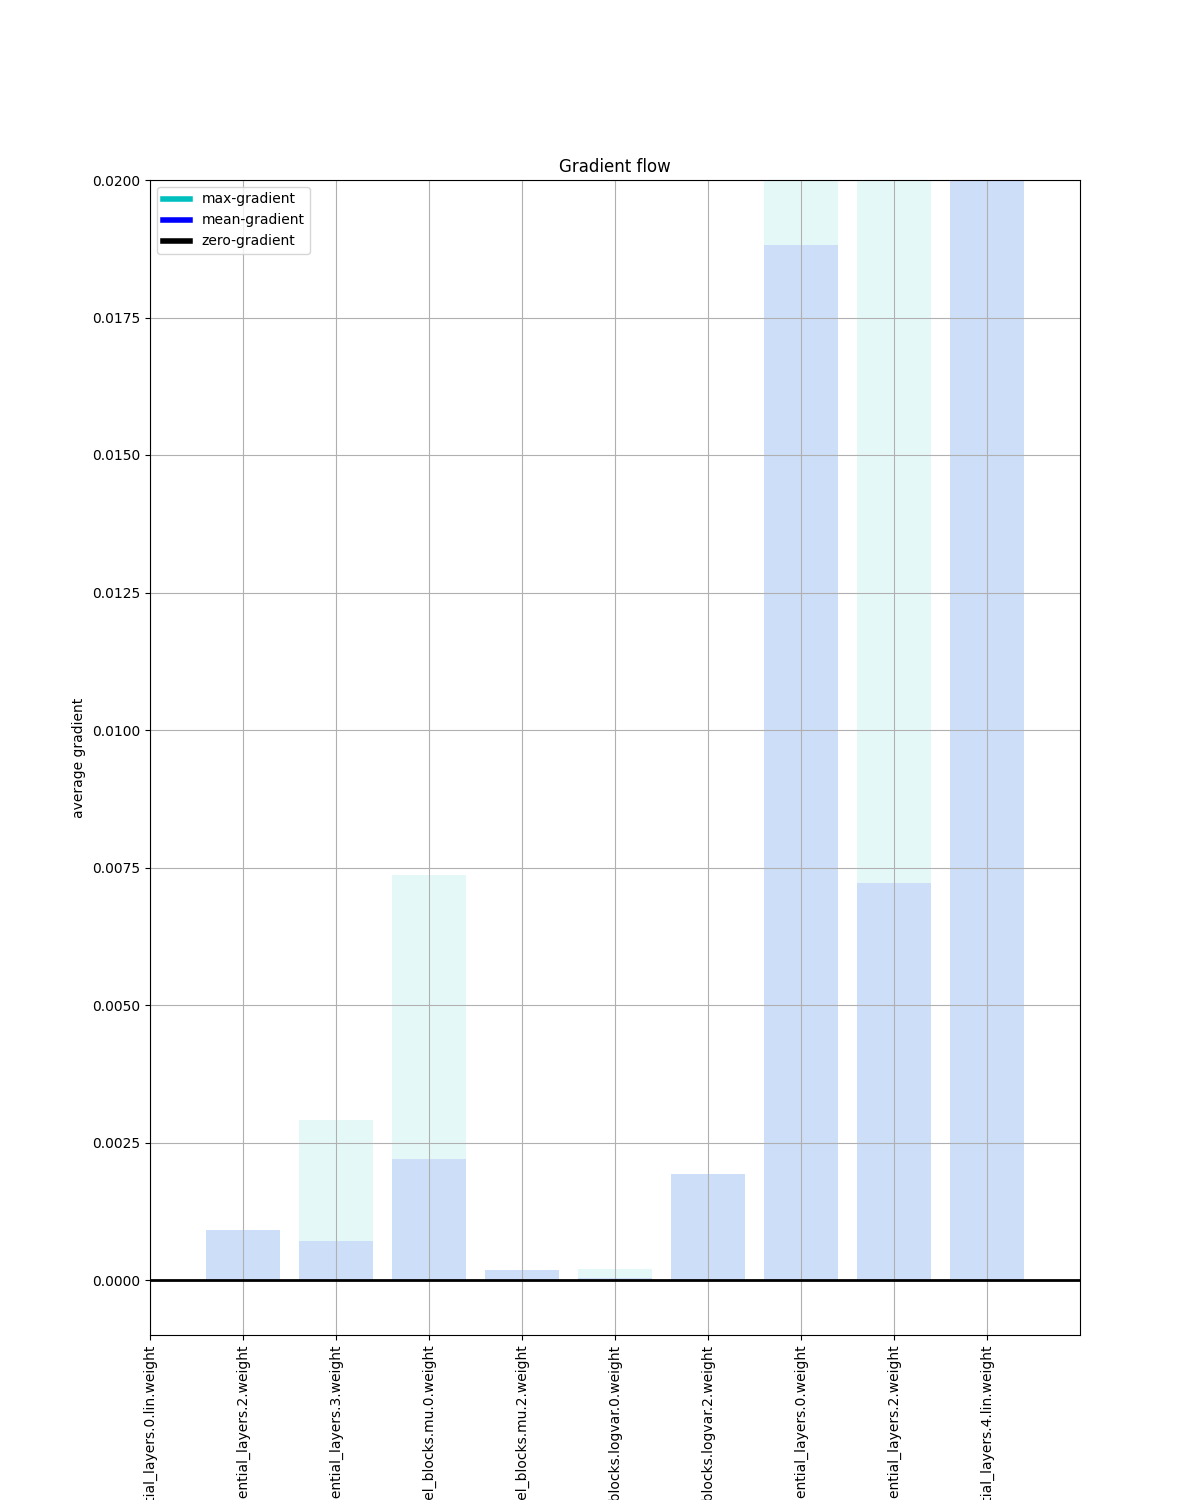 Gradient flow
max-gradient
mean-gradient
zero-gradient
0.0200
0.0175
0.0150
0.0125
0.0100
0.0075
0.0050
0.0025
0.0000
average gradient
tial_layers.0.lin.weight
ential_layers.2.weight
ential_layers.3.weight
el_blocks.mu.0.weight
el_blocks.mu.2.weight
blocks.logvar.0.weight
blocks.logvar.2.weight
ential_layers.0.weight
ential_layers.2.weight
tial_layers.4.lin.weight